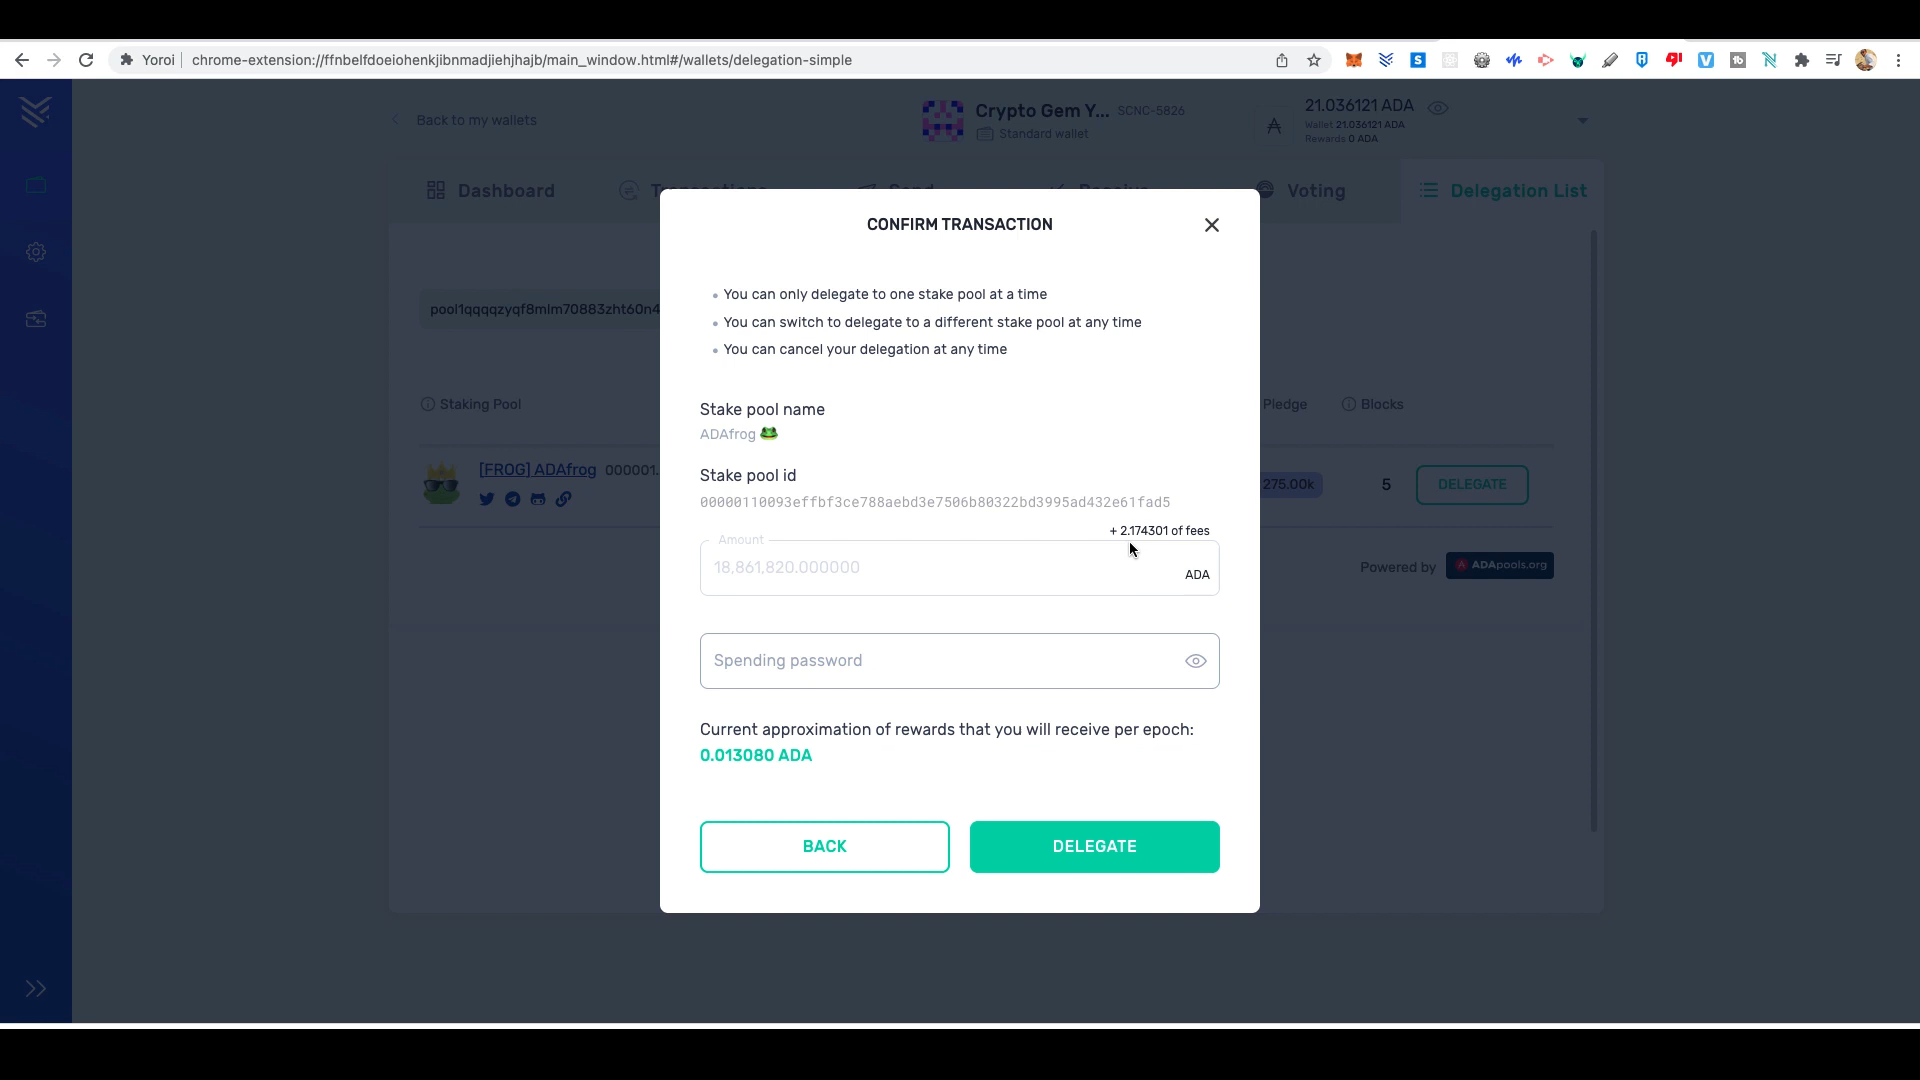 Yoroi
chrome-extension://ffnbelfdoeiohenkjibnmadjiehjhajb/main_window.html#/wallets/delegation-simple
Back to my wallets
Crypto Gem Y... SCNC-5826
Standard wallet
21.036121 ADA
Wallet 21.036121 ADA
Rewards 0 ADA
Dashboard
Transactions
Send
Receive
Voting
Delegation List
CONFIRM TRANSACTION
You can only delegate to one stake pool at a time
You can switch to delegate to a different stake pool at any time
You can cancel your delegation at any time
pool1qqqqzyqf8mlm70883zht60n4
Staking Pool
Pledge
Blocks
Stake pool name
ADAfrog
[FROG] ADAfrog 000001...
275.00k
5
DELEGATE
Stake pool id
00000110093effbf3ce788aebd3e7506b80322bd3995ad432e61fad5
+ 2.174301 of fees
Amount
18,861,820.000000
ADA
Powered by ADApools.org
Spending password
Current approximation of rewards that you will receive per epoch:
0.013080 ADA
BACK
DELEGATE